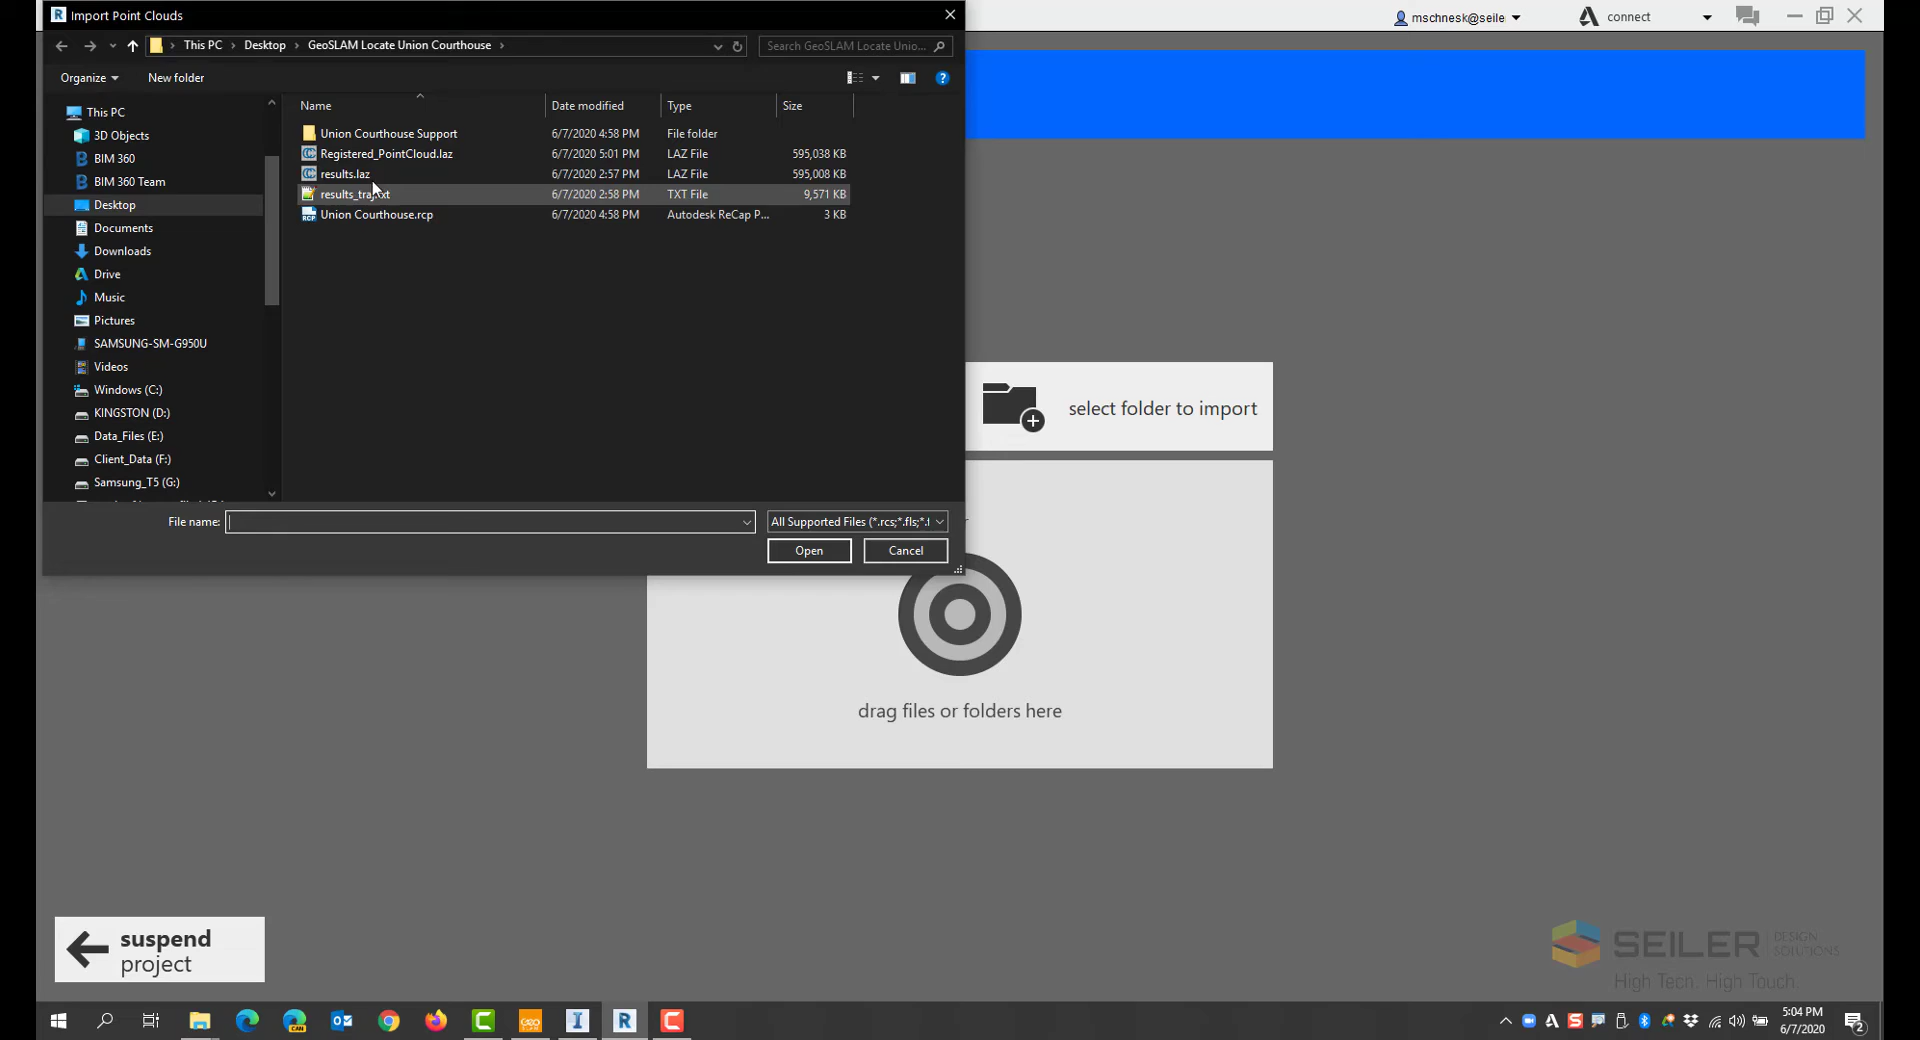 Import Point Clouds
mschnesk@seiler
connect
This PC > Desktop > GeoSLAM Locate Union Courthouse >
Search GeoSLAM Locate Unio...
Organize
New folder
Name Date modified Type Size
Union Courthouse Support 6/7/2020 4:58 PM File folder
Registered_PointCloud.laz 6/7/2020 5:01 PM LAZ File 595,038 KB
results.laz 6/7/2020 2:57 PM LAZ File 595,008 KB
results_traj.txt 6/7/2020 2:58 PM TXT File 9,571 KB
Union Courthouse.rcp 6/7/2020 4:58 PM Autodesk ReCap P... 3 KB
This PC
3D Objects
BIM 360
BIM 360 Team
Desktop
Documents
Downloads
Drive
Music
Pictures
SAMSUNG-SM-G950U
Videos
Windows (C:)
KINGSTON (D:)
Data_Files (E:)
Client_Data (F:)
Samsung_T5 (G:)
File name:
All Supported Files (*.rcs;*.fls;*.f
Open
Cancel
select folder to import
drag files or folders here
suspend
project
SEILER DESIGN SOLUTIONS
High Tech. High Touch.
5:04 PM
6/7/2020
2